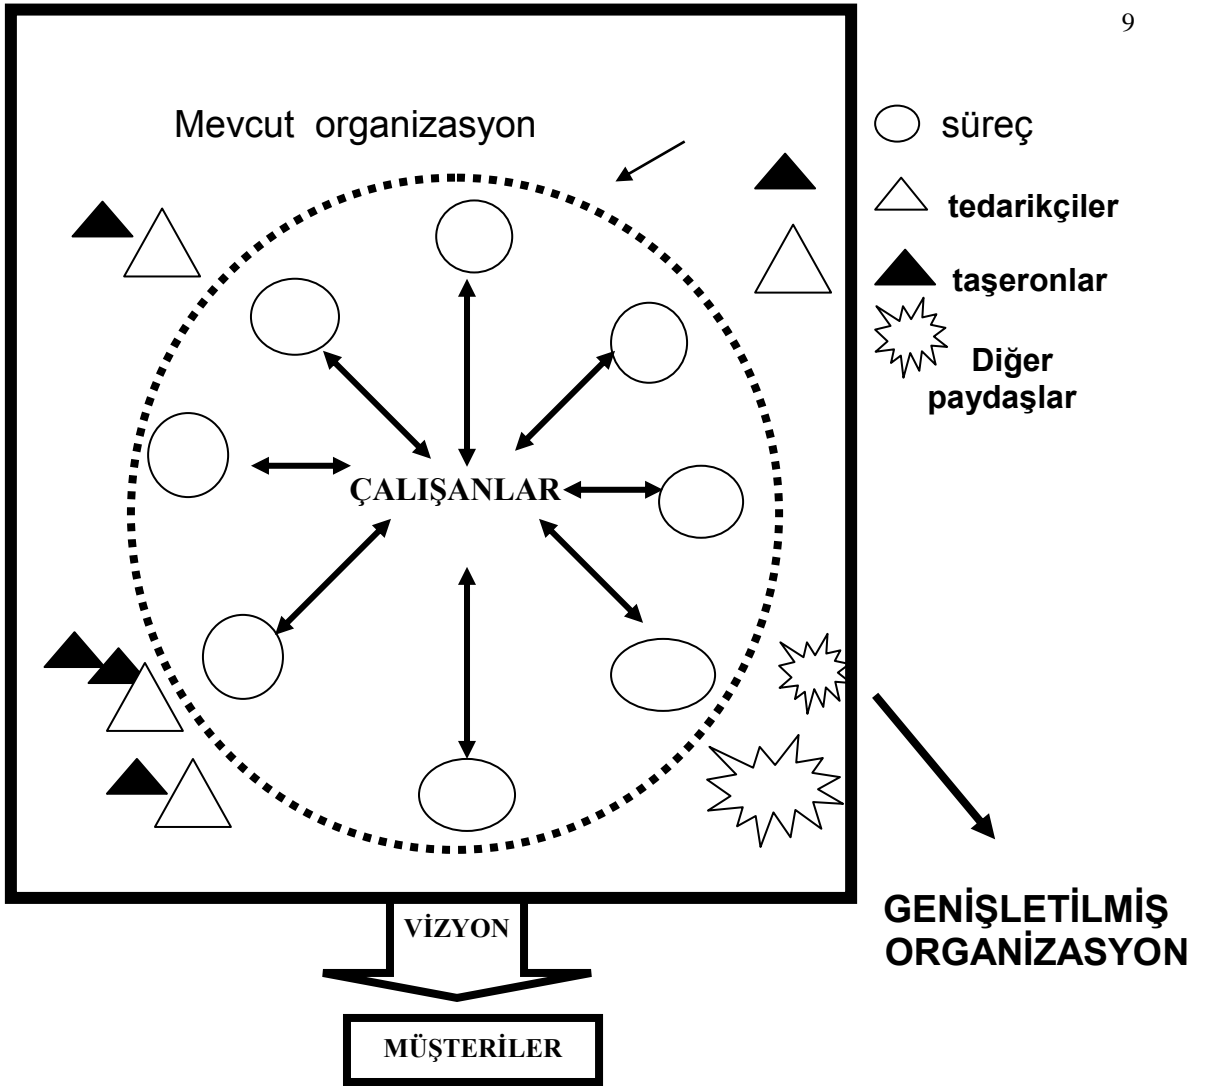 9
Mevcut organizasyon
süreç
tedarikçiler
taşeronlar
Diğer
paydaşlar
ÇALIŞANLAR
GENİŞLETİLMİŞ
ORGANİZASYON
VİZYON
MÜŞTERİLER